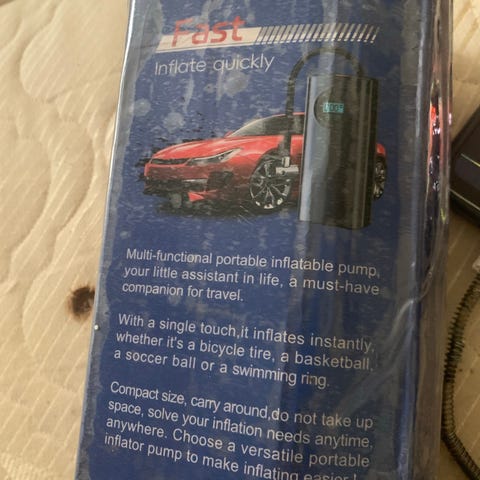 Fast
Inflate quickly
Multi-functional portable inflatable pump,
your little assistant in life, a must-have
companion for travel.
With a single touch,it inflates instantly,
whether it's a bicycle tire, a basketball,
a soccer ball or a swimming ring.
Compact size, carry around,do not take up
space, solve your inflation needs anytime,
anywhere. Choose a versatile portable
inflator pump to make inflating easier!